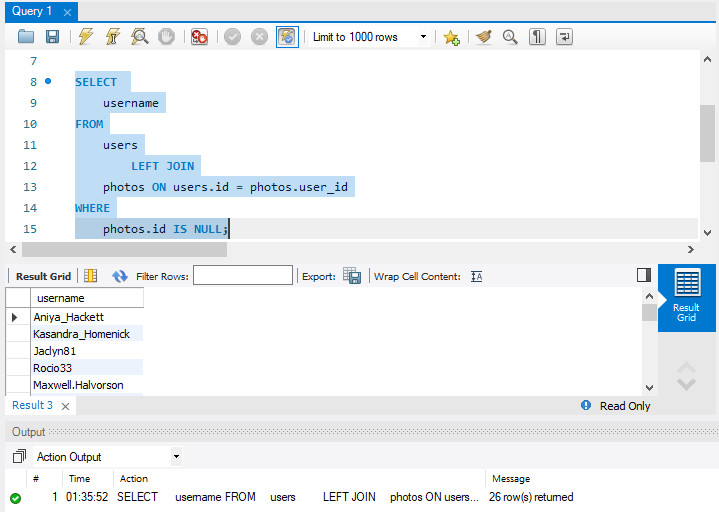 Query 1
Limit to 1000 rows
7
8 SELECT
9 username
10 FROM
11 users
12 LEFT JOIN
13 photos ON users.id = photos.user_id
14 WHERE
15 photos.id IS NULL;
Result Grid Filter Rows: Export: Wrap Cell Content:
username
Aniya_Hackett
Kasandra_Homenick
Jaclyn81
Rocio33
Maxwell.Halvorson
Result
Grid
Result 3 Read Only
Output
Action Output
# Time Action Message
1 01:35:52 SELECT username FROM users LEFT JOIN photos ON users... 26 row(s) returned